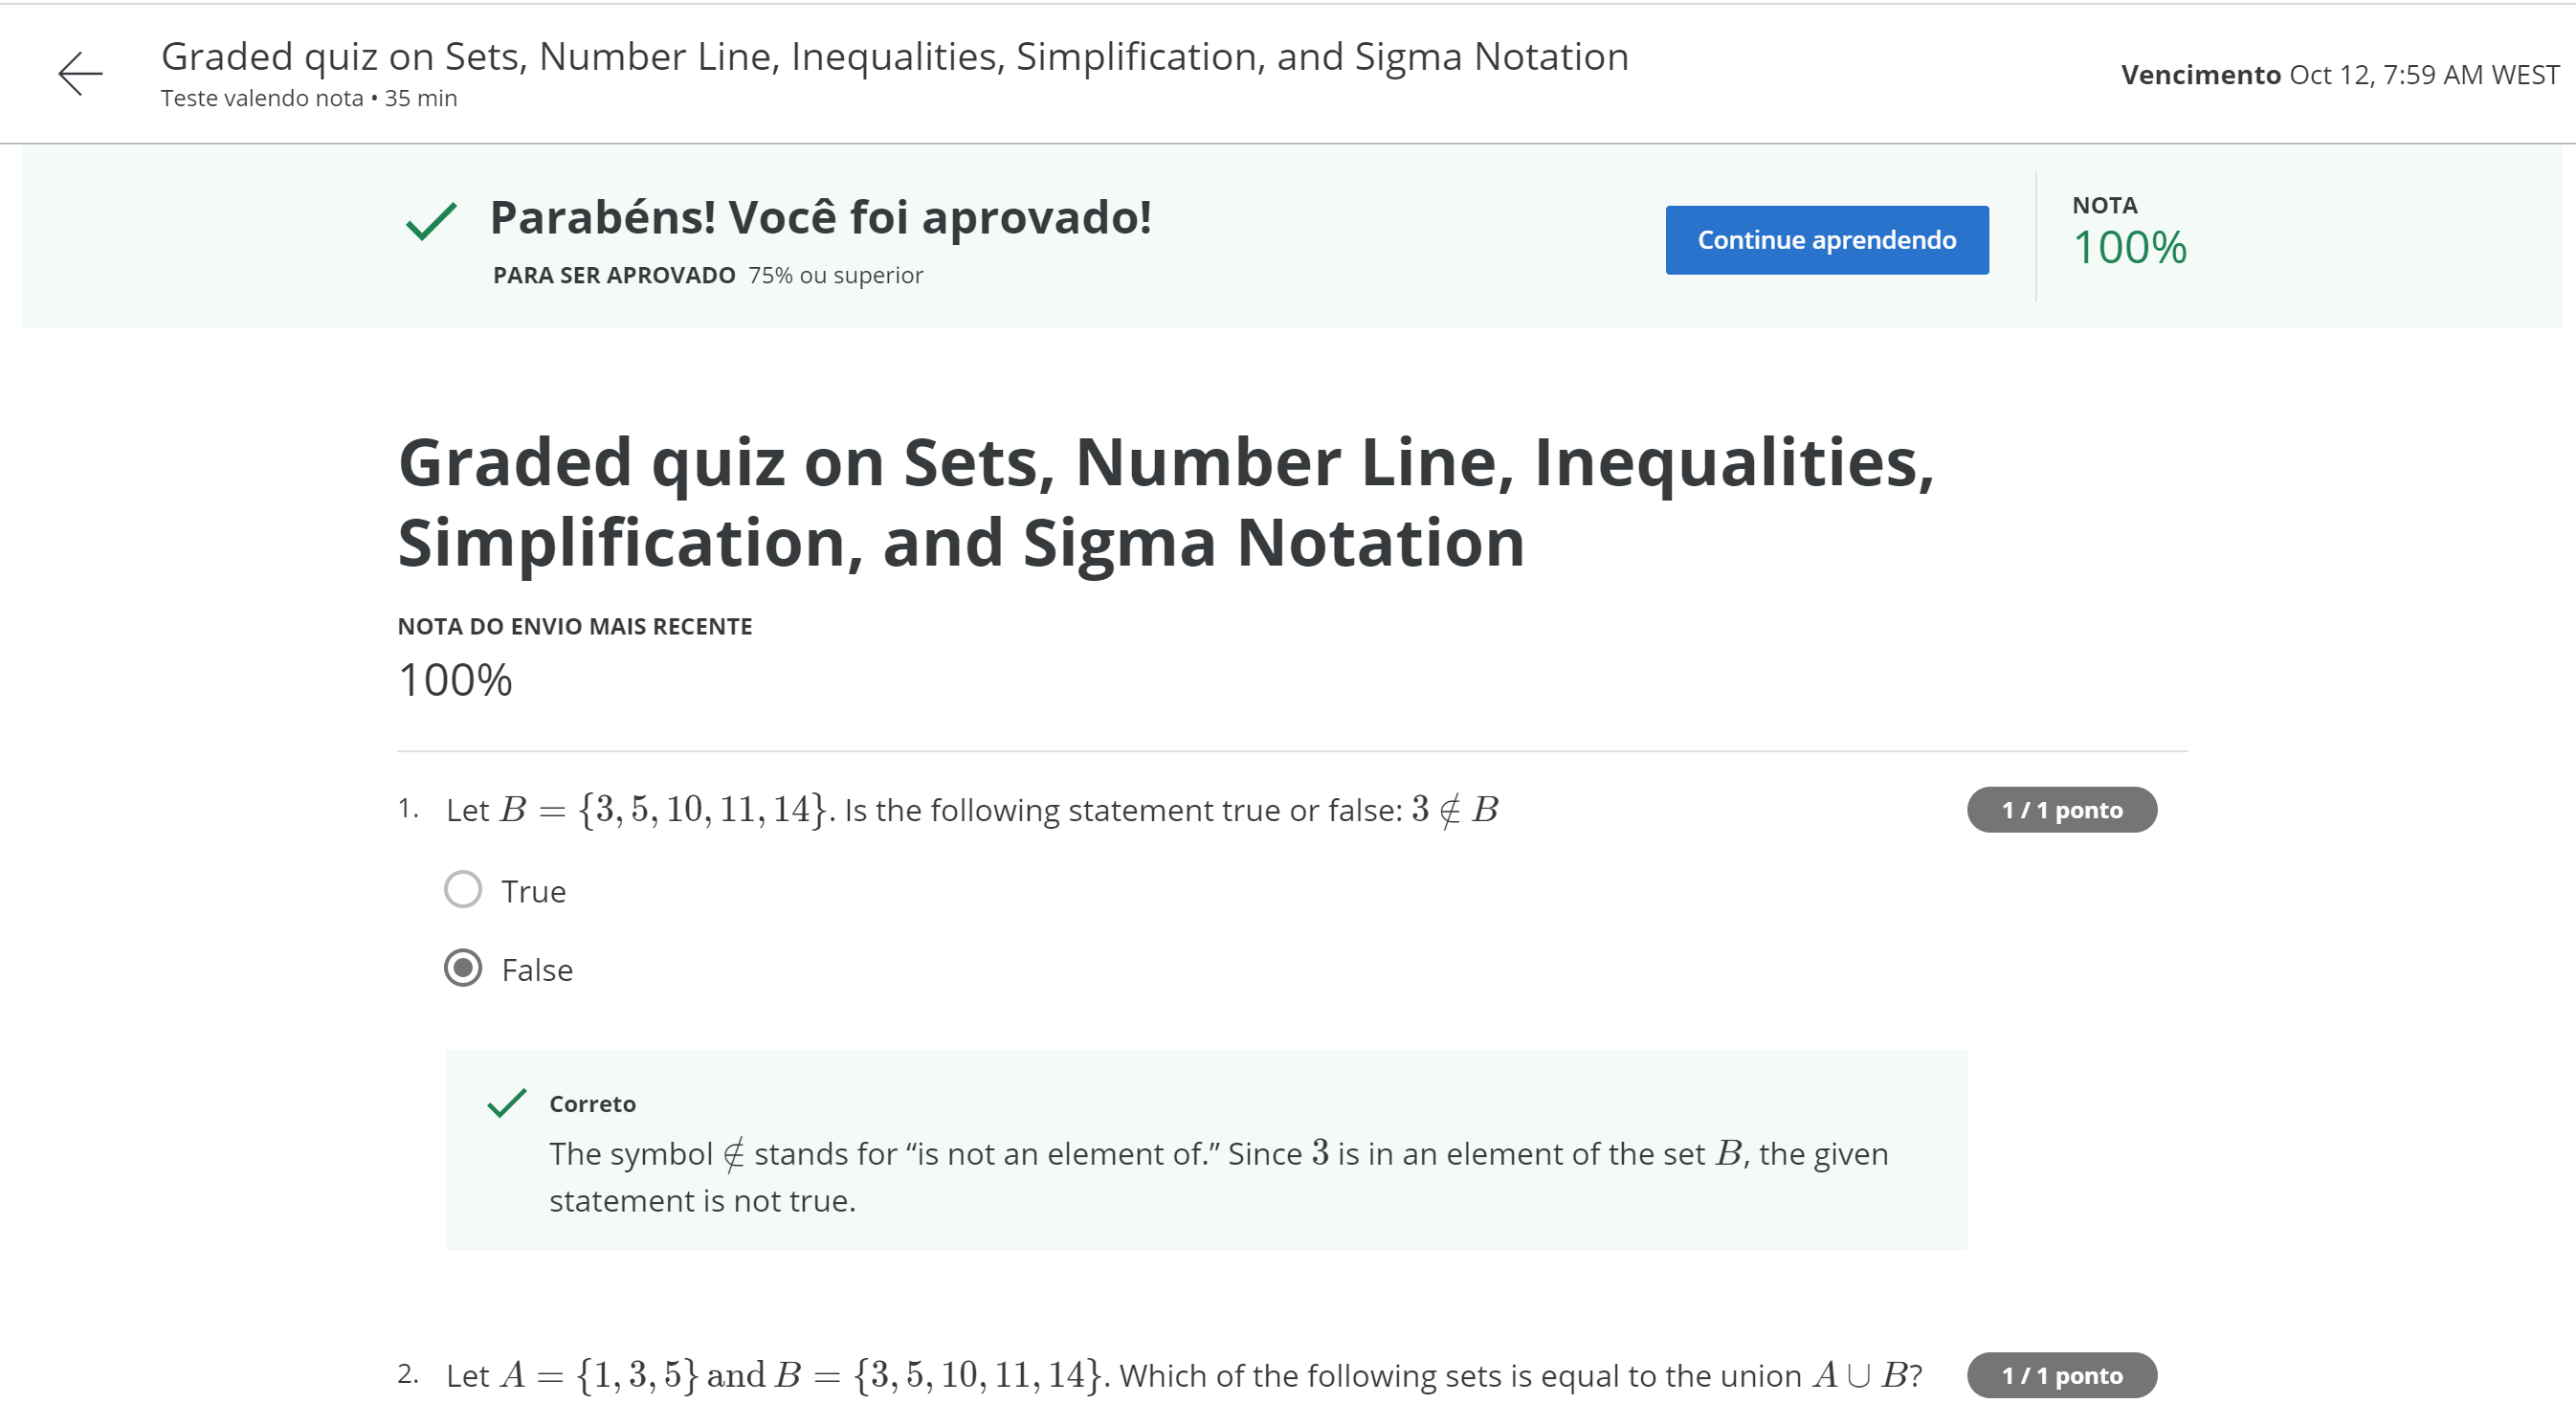 Graded quiz on Sets, Number Line, Inequalities, Simplification, and Sigma Notation
Teste valendo nota • 35 min
Vencimento Oct 12, 7:59 AM WEST
Parabéns! Você foi aprovado!
PARA SER APROVADO 75% ou superior
Continue aprendendo
NOTA
100%
Graded quiz on Sets, Number Line, Inequalities,
Simplification, and Sigma Notation
NOTA DO ENVIO MAIS RECENTE
100%
1. Let B = {3, 5, 10, 11, 14}. Is the following statement true or false: 3 ∉ B
1 / 1 ponto
True
False
Correto
The symbol ∉ stands for “is not an element of.” Since 3 is in an element of the set B, the given
statement is not true.
2. Let A = {1, 3, 5} and B = {3, 5, 10, 11, 14}. Which of the following sets is equal to the union A ∪ B?
1 / 1 ponto